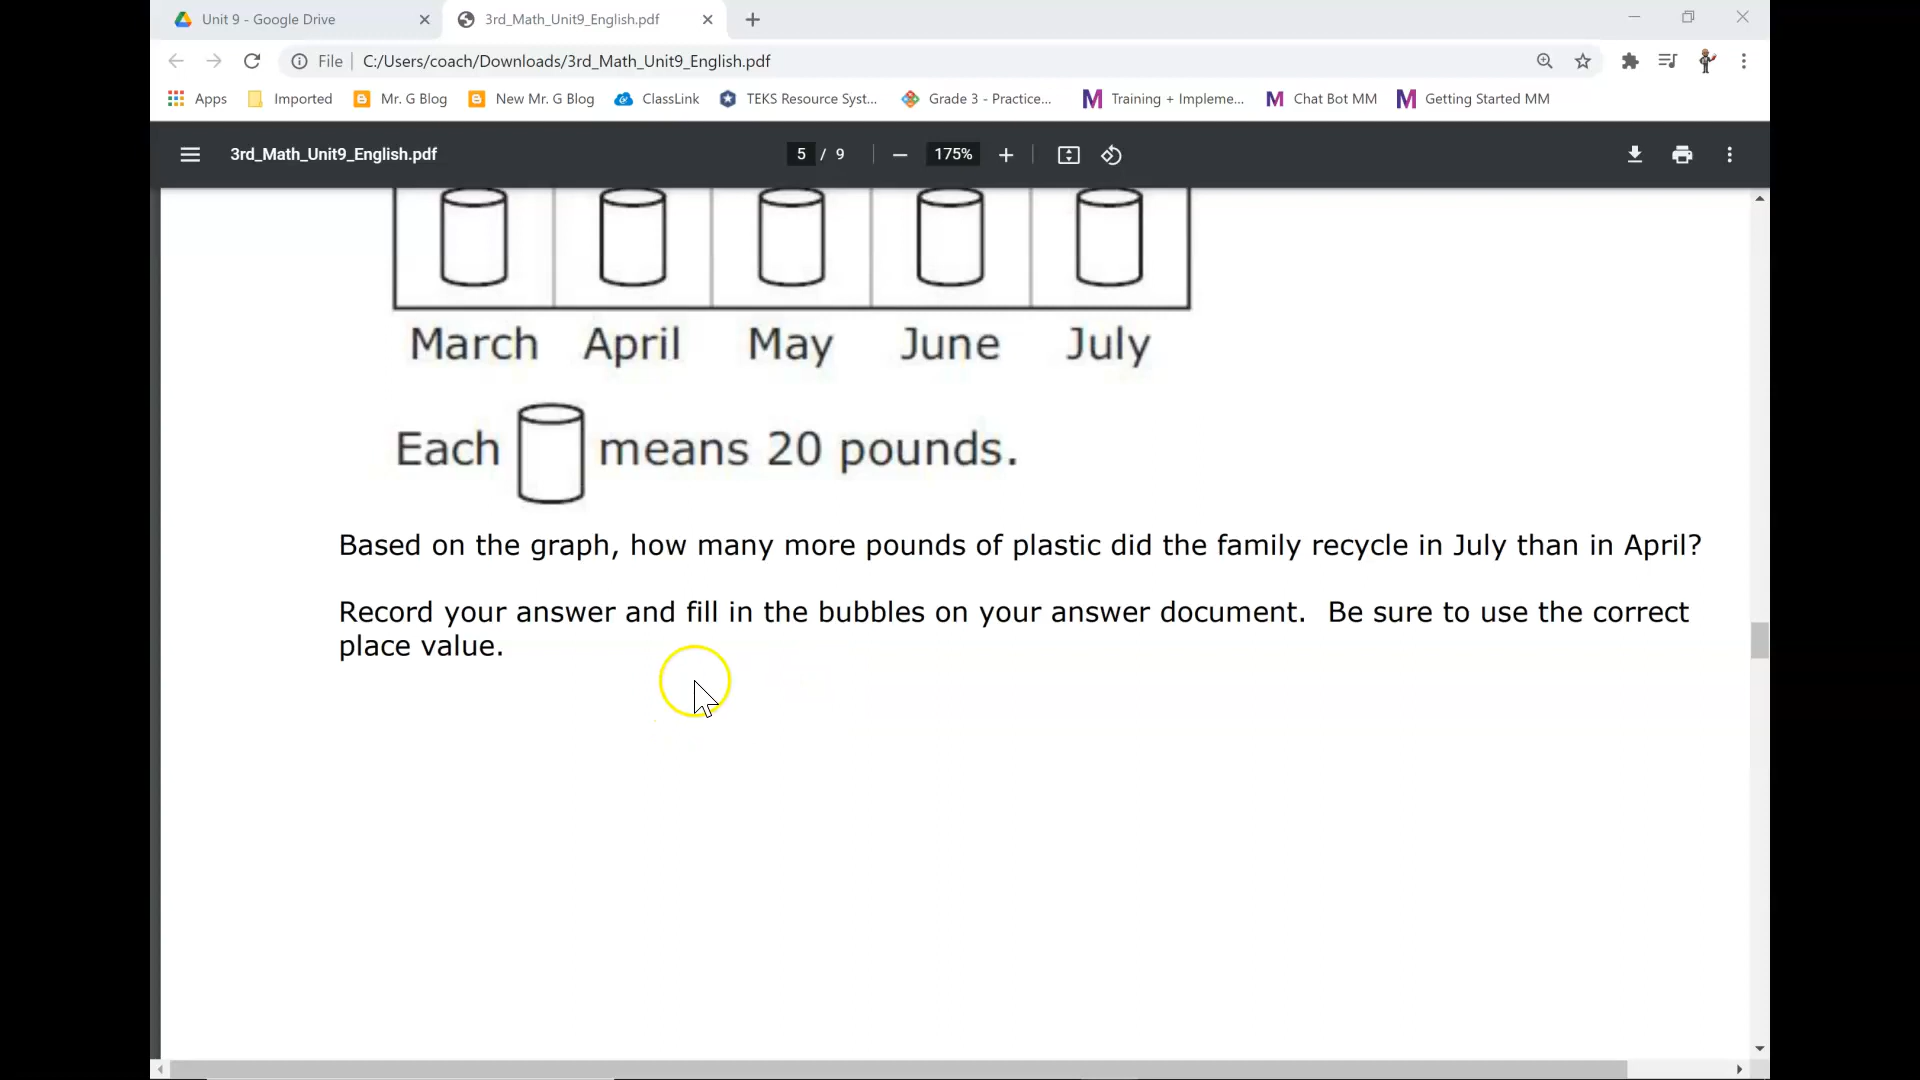 Unit 9 - Google Drive
3rd_Math_Unit9_English.pdf
File
C:/Users/coach/Downloads/3rd_Math_Unit9_English.pdf
Apps
Imported
Mr. G Blog
New Mr. G Blog
ClassLink
TEKS Resource Syst...
Grade 3 - Practice...
Training + Impleme...
Chat Bot MM
Getting Started MM
3rd_Math_Unit9_English.pdf
5 / 9
175%
March April May June July
Each means 20 pounds.
Based on the graph, how many more pounds of plastic did the family recycle in July than in April?
Record your answer and fill in the bubbles on your answer document. Be sure to use the correct
place value.